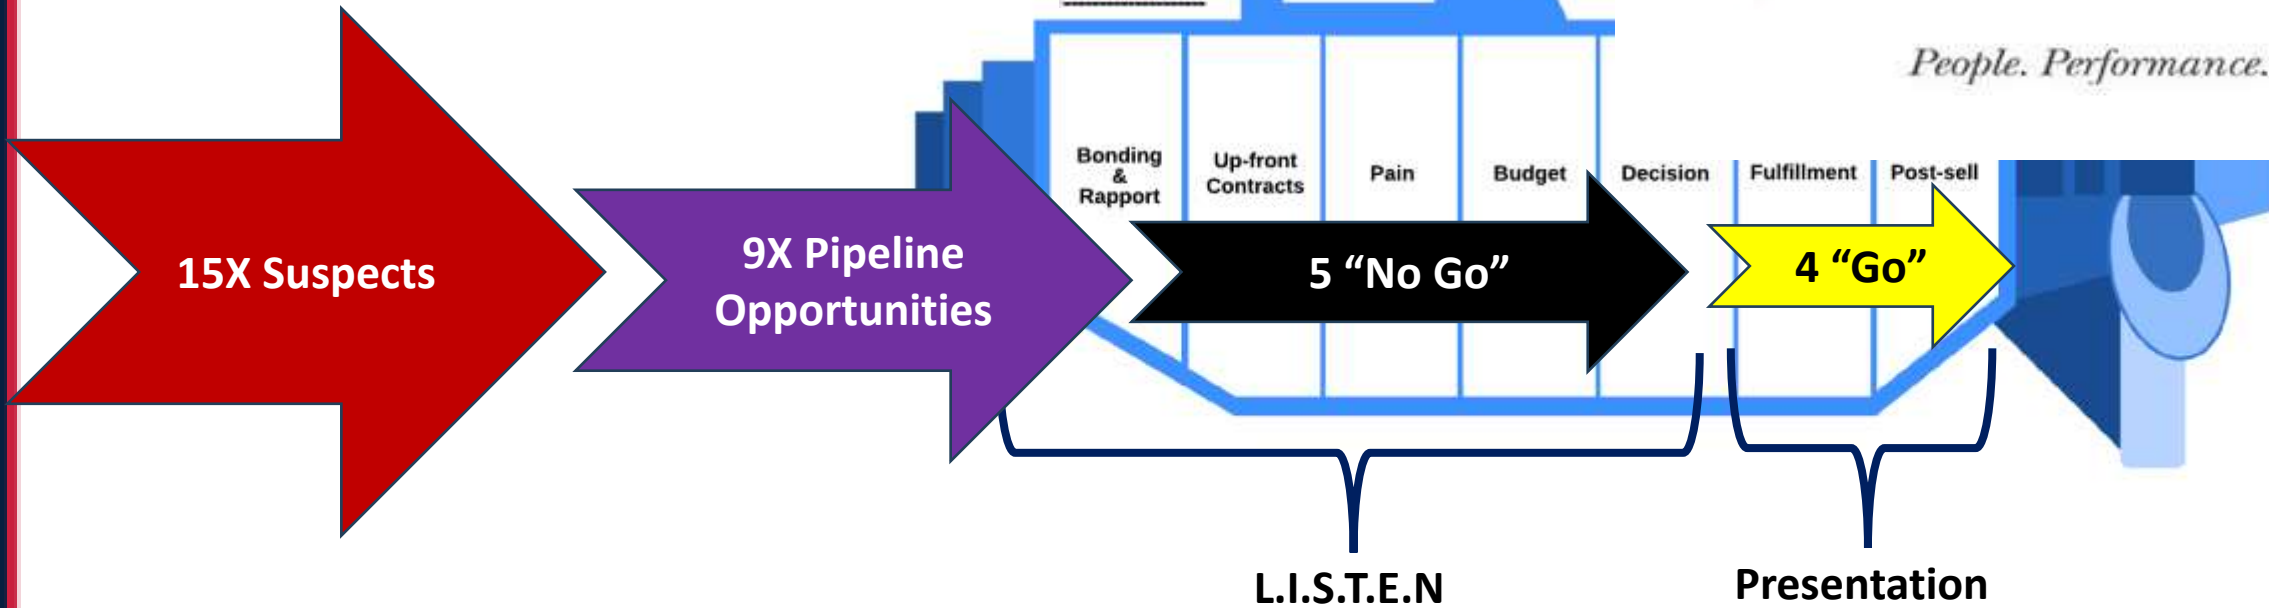 People. Performance.
Bonding
&
Rapport
Up-front
Contracts
Pain
Budget
Decision
Fulfillment
Post-sell
15X Suspects
9X Pipeline
Opportunities
5 “No Go”
4 “Go”
L.I.S.T.E.N
Presentation